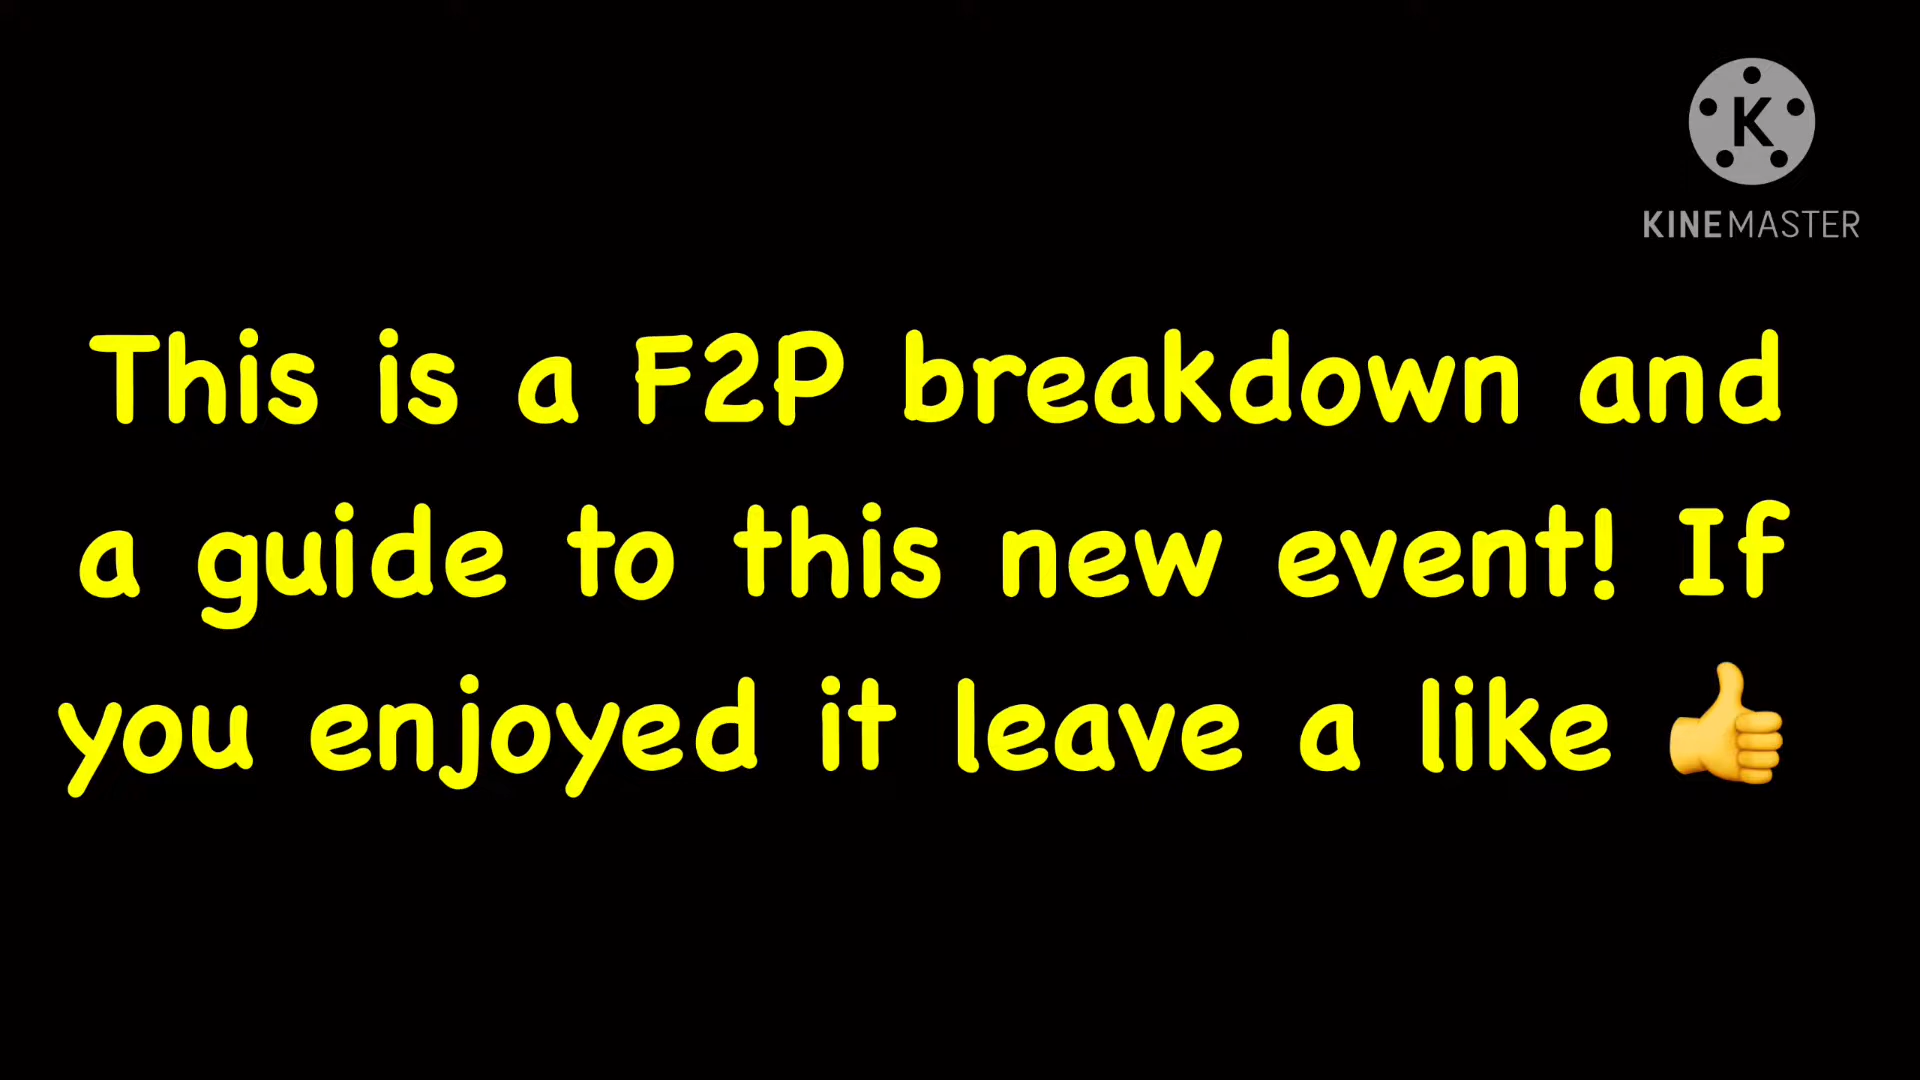 K
KINEMASTER
This is a F2P breakdown and
a guide to this new event! If
you enjoyed it leave a like 👍